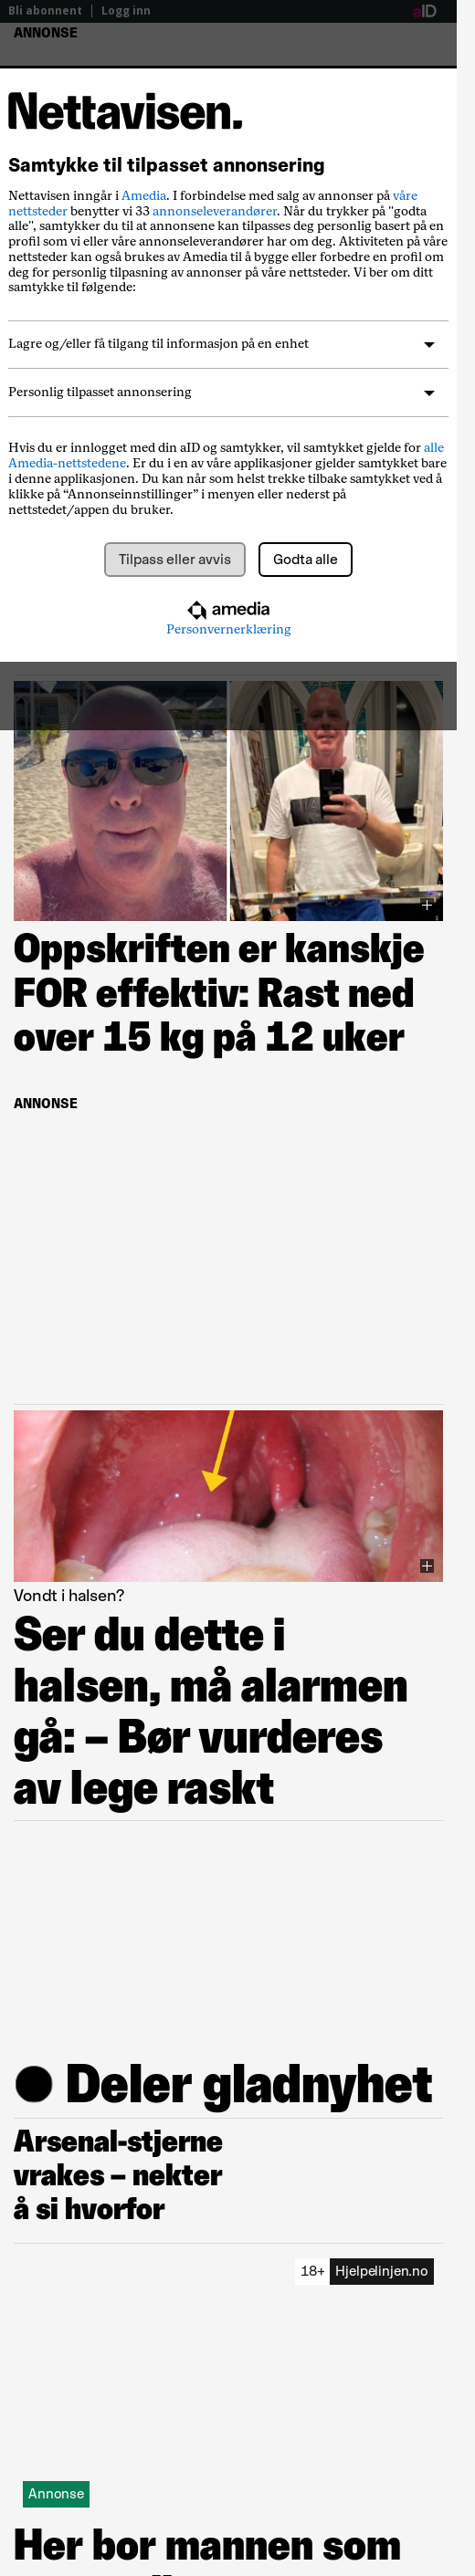 Bli abonnent | Logg inn
aID
ANNONSE
Nettavisen.
Samtykke til tilpasset annonsering
Nettavisen inngår i Amedia. I forbindelse med salg av annonser på våre
nettsteder benytter vi 33 annonseleverandører. Når du trykker på "godta
alle", samtykker du til at annonsene kan tilpasses deg personlig basert på en
profil som vi eller våre annonseleverandører har om deg. Aktiviteten på våre
nettsteder kan også brukes av Amedia til å bygge eller forbedre en profil om
deg for personlig tilpasning av annonser på våre nettsteder. Vi ber om ditt
samtykke til følgende:
Lagre og/eller få tilgang til informasjon på en enhet
Personlig tilpasset annonsering
Hvis du er innlogget med din aID og samtykker, vil samtykket gjelde for alle
Amedia-nettstedene. Er du i en av våre applikasjoner gjelder samtykket bare
i denne applikasjonen. Du kan når som helst trekke tilbake samtykket ved å
klikke på “Annonseinnstillinger” i menyen eller nederst på
nettstedet/appen du bruker.
Tilpass eller avvis
Godta alle
amedia
Personvernerklæring
Oppskriften er kanskje
FOR effektiv: Rast ned
over 15 kg på 12 uker
ANNONSE
Vondt i halsen?
Ser du dette i
halsen, må alarmen
gå: – Bør vurderes
av lege raskt
Deler gladnyhet
Arsenal-stjerne
vrakes – nekter
å si hvorfor
18+ Hjelpelinjen.no
Annonse
Her bor mannen som